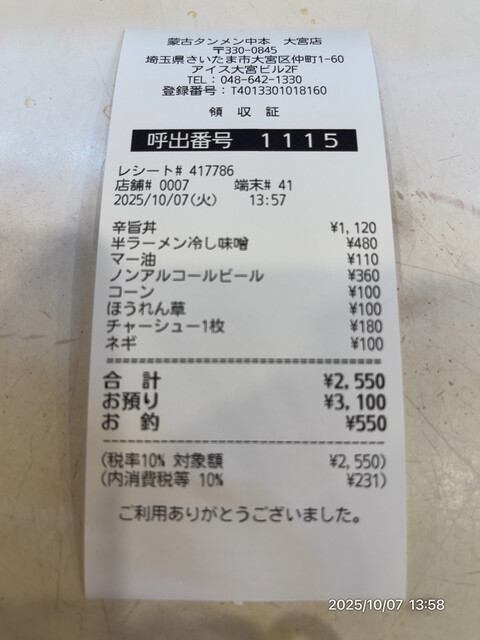 蒙古タンメン中本　大宮店
〒330-0845
埼玉県さいたま市大宮区仲町1-60
アイス大宮ビル2F
TEL：048-642-1330
登録番号：T4013301018160
領 収 証
呼出番号　1115
レシート# 417786
店舗# 0007　端末# 41
2025/10/07(火)　13:57
辛旨丼　¥1,120
半ラーメン冷し味噌　¥480
マー油　¥110
ノンアルコールビール　¥360
コーン　¥100
ほうれん草　¥100
チャーシュー1枚　¥180
ネギ　¥100
合　計　¥2,550
お預り　¥3,100
お　釣　¥550
(税率10% 対象額　¥2,550)
(内消費税等 10%　¥231)
ご利用ありがとうございました。
2025/10/07 13:58